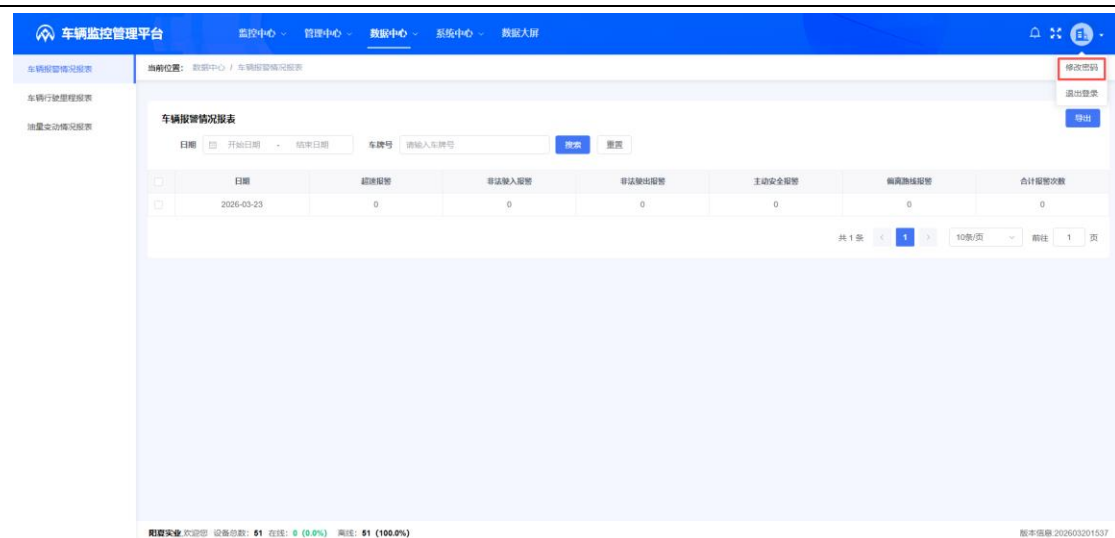 车辆监控管理平台 监控中心 管理中心 数据中心 系统中心 数据大屏
车辆报警情况报表
车辆行驶里程报表
油量变动情况报表
当前位置： 数据中心 / 车辆报警情况报表
修改密码
退出登录
车辆报警情况报表 导出
日期 开始日期 - 结束日期 车牌号 请输入车牌号 搜索 重置
日期 超速报警 非法驶入报警 非法驶出报警 主动安全报警 偏离路线报警 合计报警次数
2026-03-23 0 0 0 0 0 0
共 1 条 < 1 > 10条/页 前往 1 页
阳夏实业,欢迎您 设备总数：51 在线：0 (0.0%) 离线：51 (100.0%) 版本信息:202603201537